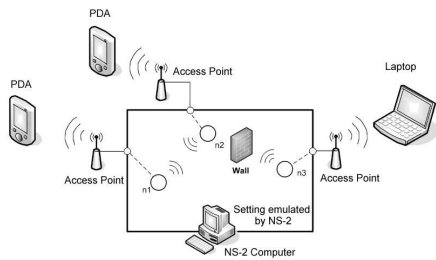 PDA
PDA
Access Point
Laptop
Access Point
n2
Wall
n1
n3
Access Point
Setting emulated
by NS-2
NS-2 Computer